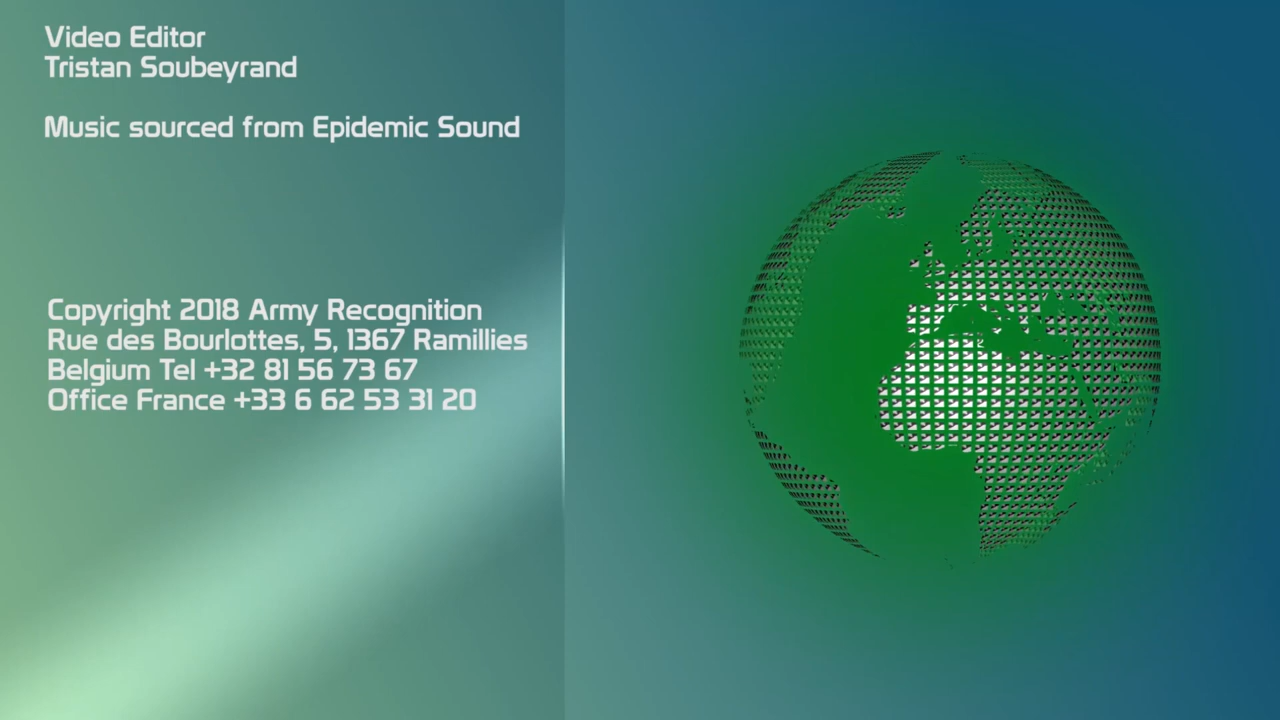 Video Editor
Tristan Soubeyrand
Music sourced from Epidemic Sound
Copyright 2018 Army Recognition
Rue des Bourlottes, 5, 1367 Ramillies
Belgium Tel +32 81 56 73 67
Office France +33 6 62 53 31 20